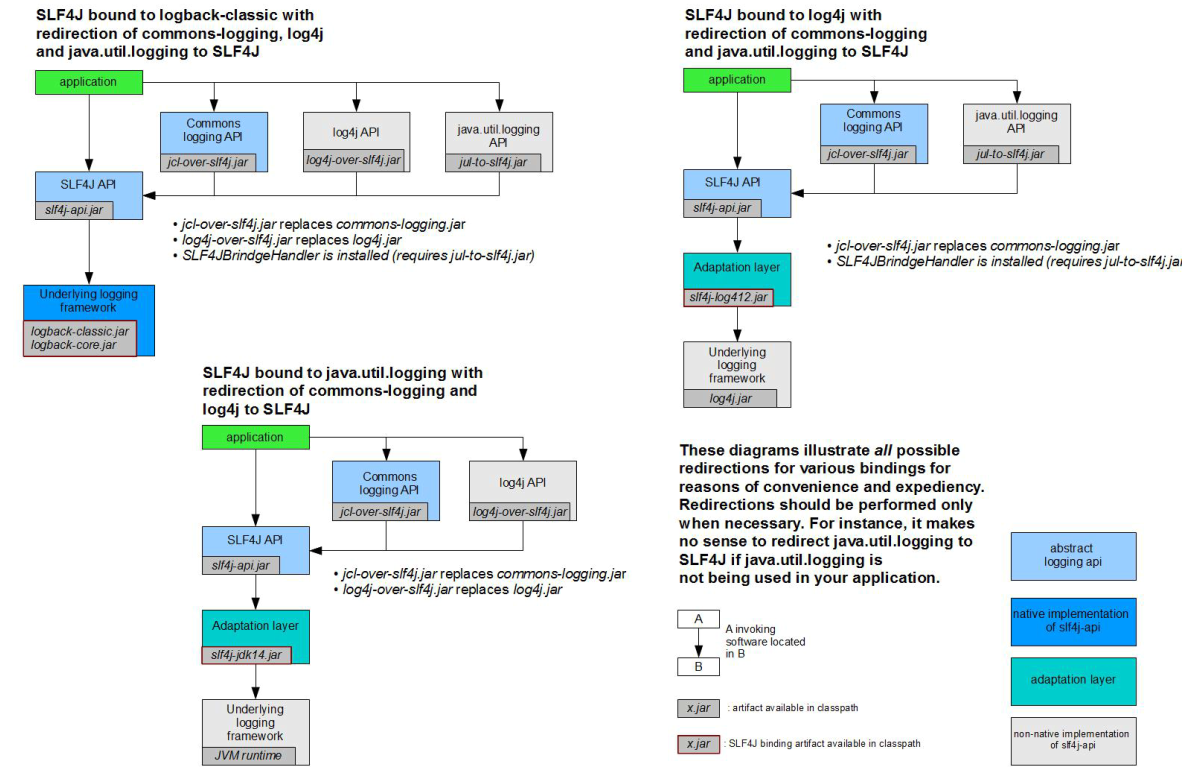 SLF4J bound to logback-classic with
redirection of commons-logging, log4j
and java.util.logging to SLF4J
application
Commons
logging API
jcl-over-slf4j.jar
log4j API
log4j-over-slf4j.jar
java.util.logging
API
jul-to-slf4j.jar
SLF4J API
slf4j-api.jar
• jcl-over-slf4j.jar replaces commons-logging.jar
• log4j-over-slf4j.jar replaces log4j.jar
• SLF4JBrindgeHandler is installed (requires jul-to-slf4j.jar)
Underlying logging
framework
logback-classic.jar
logback-core.jar
SLF4J bound to log4j with
redirection of commons-logging
and java.util.logging to SLF4J
application
Commons
logging API
jcl-over-slf4j.jar
java.util.logging
API
jul-to-slf4j.jar
SLF4J API
slf4j-api.jar
• jcl-over-slf4j.jar replaces commons-logging.jar
• SLF4JBrindgeHandler is installed (requires jul-to-slf4j.jar
Adaptation layer
slf4j-log412.jar
Underlying
logging
framework
log4j.jar
SLF4J bound to java.util.logging with
redirection of commons-logging and
log4j to SLF4J
application
Commons
logging API
jcl-over-slf4j.jar
log4j API
log4j-over-slf4j.jar
SLF4J API
slf4j-api.jar
• jcl-over-slf4j.jar replaces commons-logging.jar
• log4j-over-slf4j.jar replaces log4j.jar
Adaptation layer
slf4j-jdk14.jar
Underlying
logging
framework
JVM runtime
These diagrams illustrate all possible
redirections for various bindings for
reasons of convenience and expediency.
Redirections should be performed only
when necessary. For instance, it makes
no sense to redirect java.util.logging to
SLF4J if java.util.logging is
not being used in your application.
A
A invoking
software located
in B
B
x.jar : artifact available in classpath
x.jar : SLF4J binding artifact available in classpath
abstract
logging api
native implementation
of slf4j-api
adaptation layer
non-native implementation
of slf4j-api